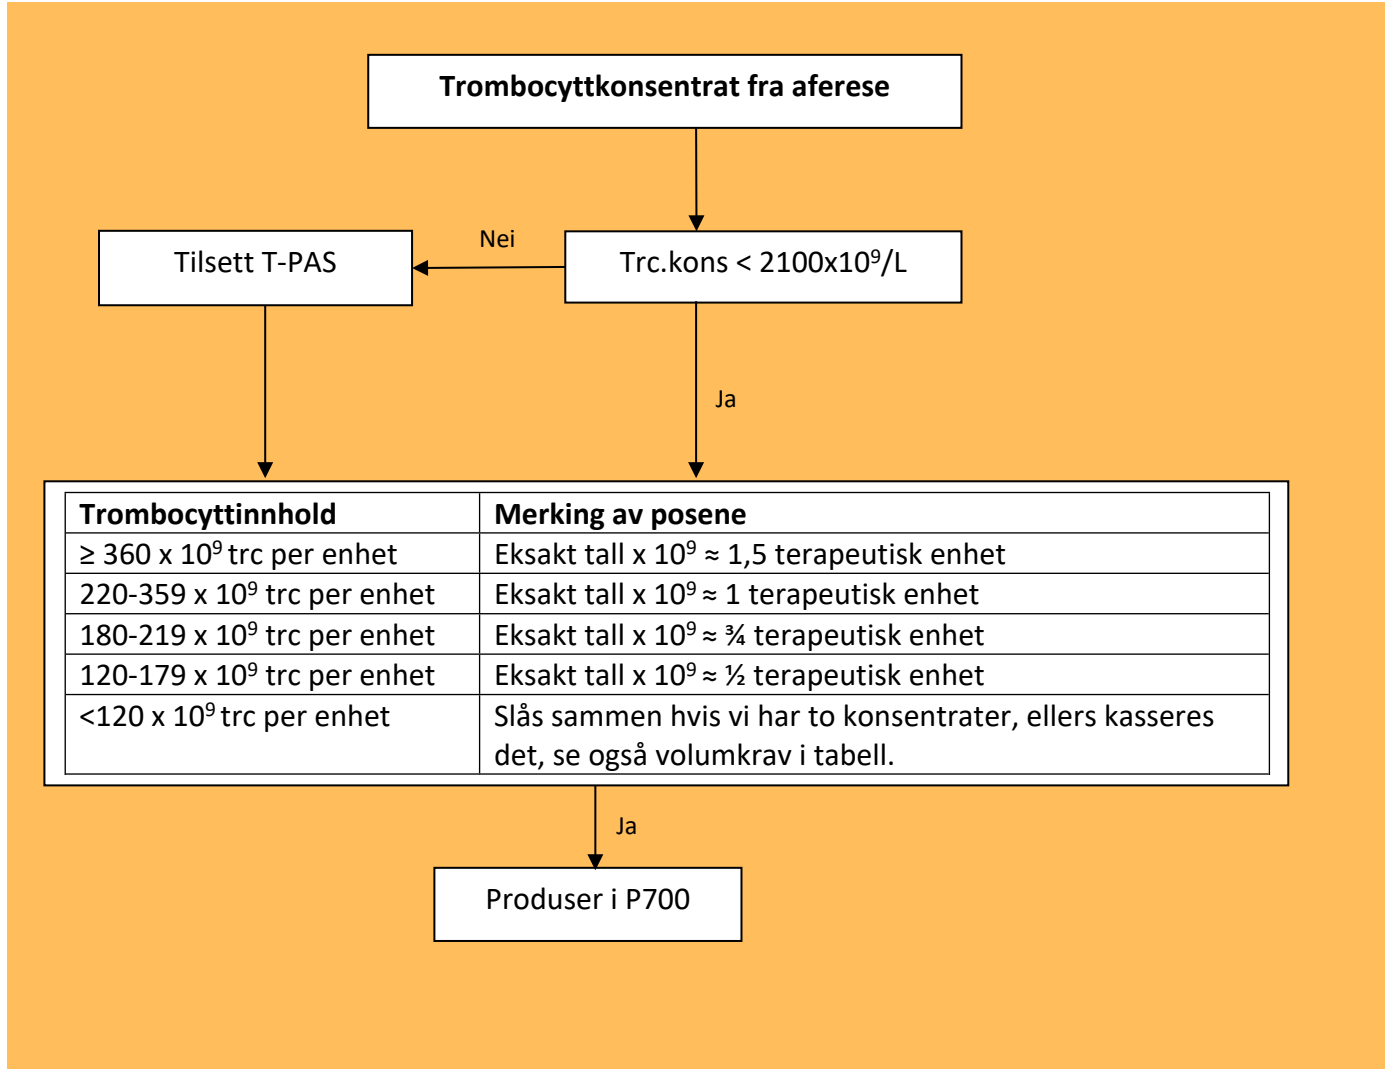 Trombocyttkonsentrat fra aferese
Nei
Tilsett T-PAS
Trc.kons < 2100x10⁹/L
Ja
Trombocyttinnhold Merking av posene
≥ 360 x 10⁹ trc per enhet Eksakt tall x 10⁹ ≈ 1,5 terapeutisk enhet
220-359 x 10⁹ trc per enhet Eksakt tall x 10⁹ ≈ 1 terapeutisk enhet
180-219 x 10⁹ trc per enhet Eksakt tall x 10⁹ ≈ ¾ terapeutisk enhet
120-179 x 10⁹ trc per enhet Eksakt tall x 10⁹ ≈ ½ terapeutisk enhet
<120 x 10⁹ trc per enhet Slås sammen hvis vi har to konsentrater, ellers kasseres
det, se også volumkrav i tabell.
Ja
Produser i P700